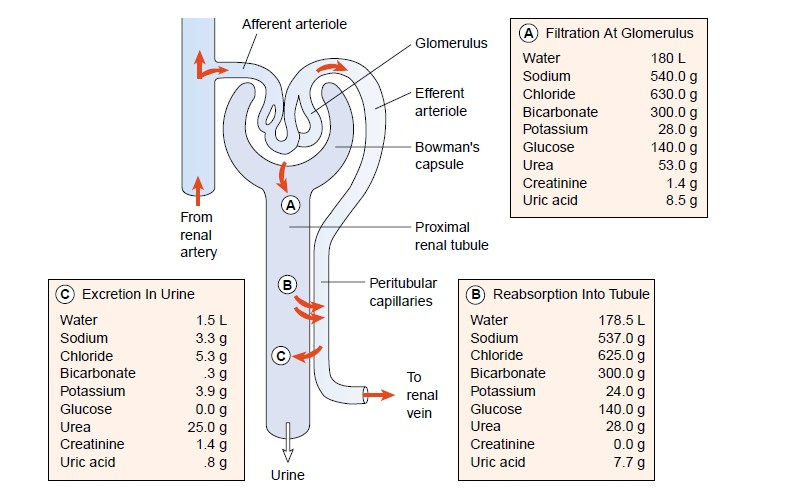 Afferent arteriole
Glomerulus
Efferent
arteriole
Bowman's
capsule
A
From
renal
artery
Proximal
renal tubule
B
Peritubular
capillaries
C
To
renal
vein
Urine
A Filtration At Glomerulus
Water 180 L
Sodium 540.0 g
Chloride 630.0 g
Bicarbonate 300.0 g
Potassium 28.0 g
Glucose 140.0 g
Urea 53.0 g
Creatinine 1.4 g
Uric acid 8.5 g
C Excretion In Urine
Water 1.5 L
Sodium 3.3 g
Chloride 5.3 g
Bicarbonate .3 g
Potassium 3.9 g
Glucose 0.0 g
Urea 25.0 g
Creatinine 1.4 g
Uric acid .8 g
B Reabsorption Into Tubule
Water 178.5 L
Sodium 537.0 g
Chloride 625.0 g
Bicarbonate 300.0 g
Potassium 24.0 g
Glucose 140.0 g
Urea 28.0 g
Creatinine 0.0 g
Uric acid 7.7 g